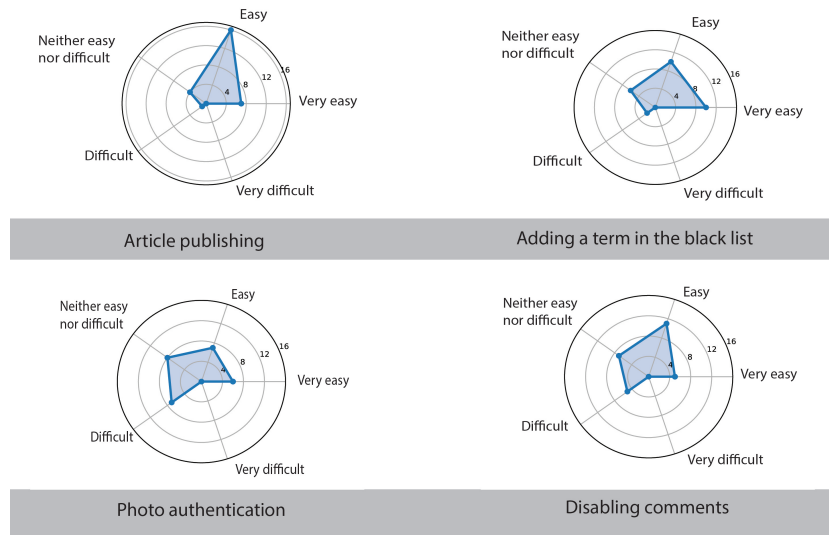 Easy
Neither easy
nor difficult
16
12
8
4
Very easy
Difficult
Very difficult
Easy
Neither easy
nor difficult
16
12
8
4
Very easy
Difficult
Very difficult
Article publishing
Adding a term in the black list
Easy
Neither easy
nor difficult
16
12
8
4
Very easy
Difficult
Very difficult
Easy
Neither easy
nor difficult
16
12
8
4
Very easy
Difficult
Very difficult
Photo authentication
Disabling comments